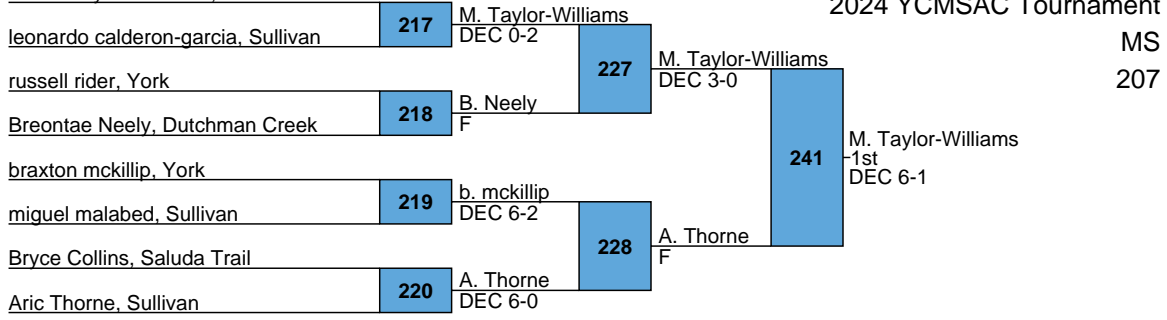 2024 YCMSAC Tournament
MS
207
leonardo calderon-garcia, Sullivan
russell rider, York
Breontae Neely, Dutchman Creek
braxton mckillip, York
miguel malabed, Sullivan
Bryce Collins, Saluda Trail
Aric Thorne, Sullivan
217
218
219
220
M. Taylor-Williams
DEC 0-2
B. Neely
F
b. mckillip
DEC 6-2
A. Thorne
DEC 6-0
227
228
M. Taylor-Williams
DEC 3-0
A. Thorne
F
241
M. Taylor-Williams
1st
DEC 6-1